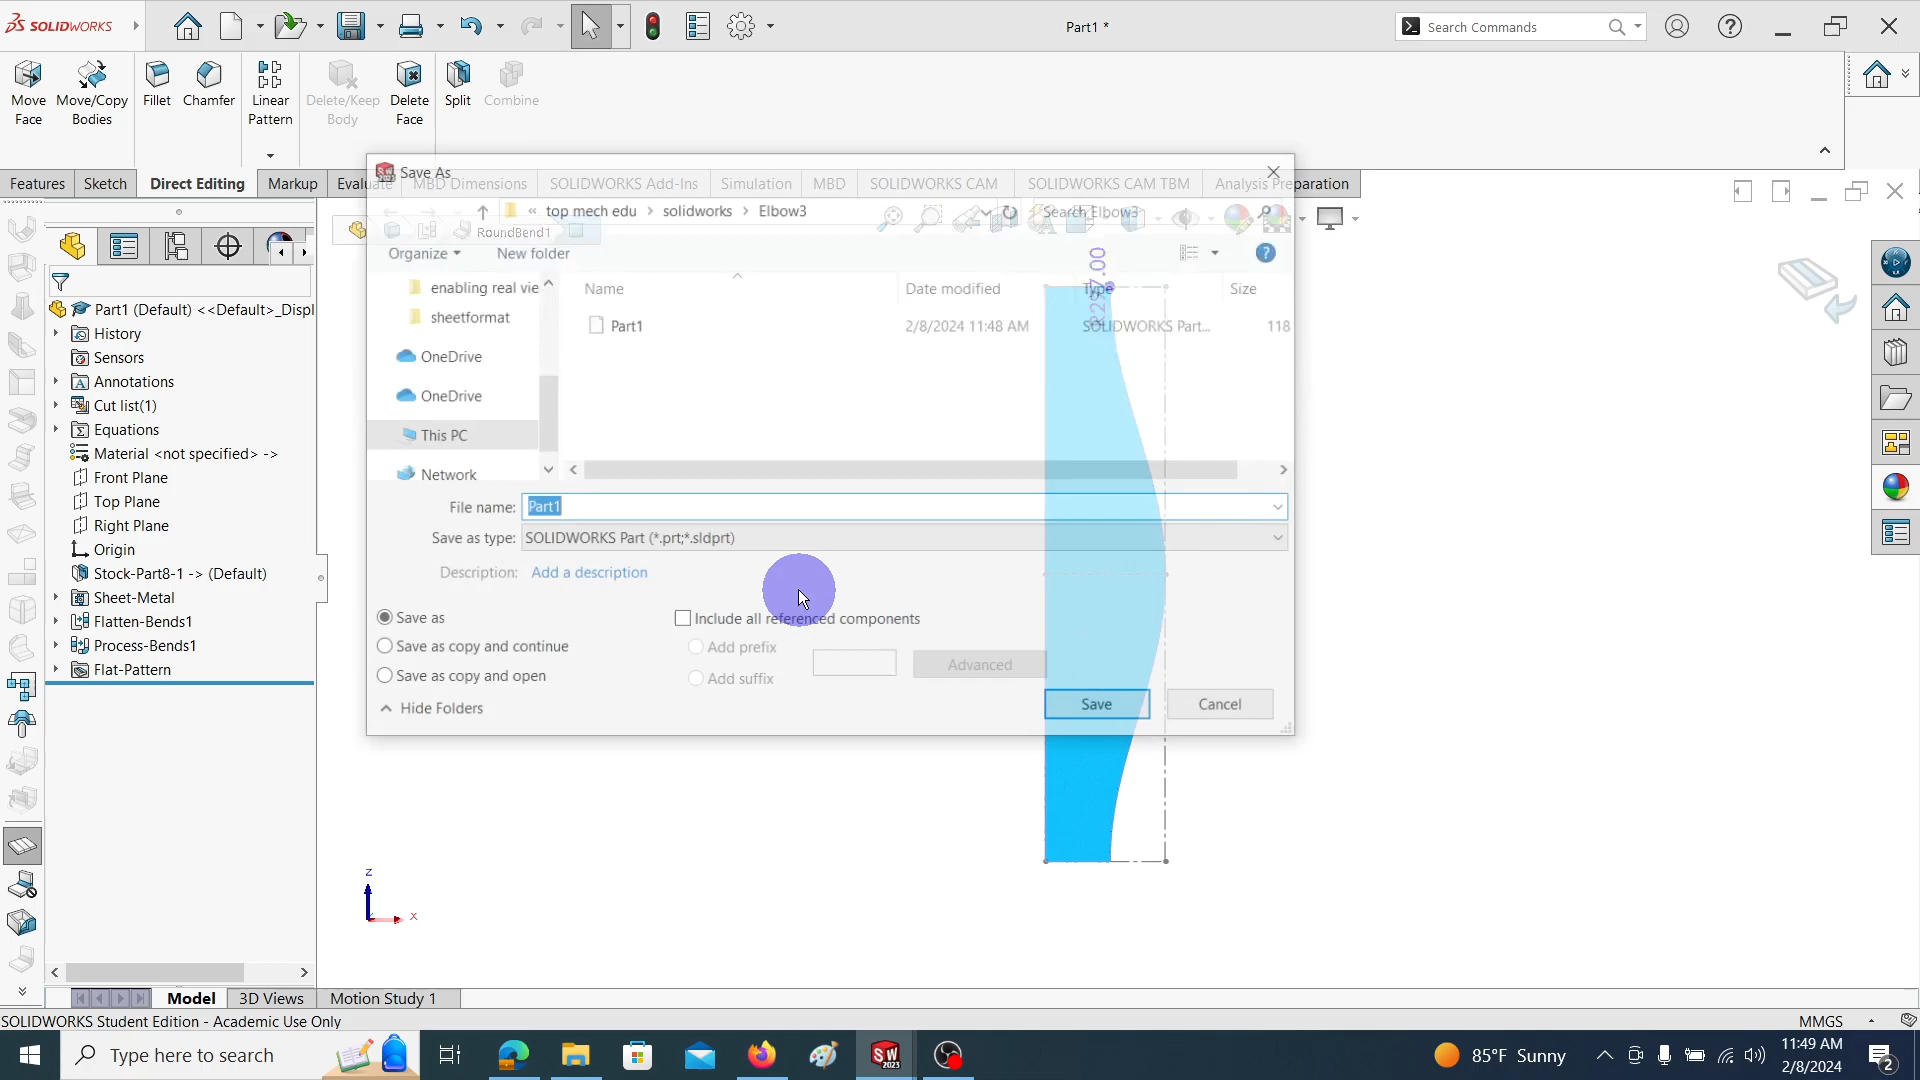 SOLIDWORKS
Part1 *
Search Commands
Move Face
Move/Copy Bodies
Fillet
Chamfer
Linear Pattern
Delete/Keep Body
Delete Face
Split
Combine
Features
Sketch
Direct Editing
Markup
Evaluate
MBD Dimensions
SOLIDWORKS Add-Ins
Simulation
MBD
SOLIDWORKS CAM
SOLIDWORKS CAM TBM
Analysis Preparation
Save As
« top mech edu > solidworks > Elbow3
Search Elbow3
RoundBend1
Organize
New folder
enabling real vie
sheetformat
OneDrive
OneDrive
This PC
Network
Name
Date modified
Type
Size
Part1
2/8/2024 11:48 AM
SOLIDWORKS Part...
118
File name: Part1
Save as type: SOLIDWORKS Part (*.prt;*.sldprt)
Description: Add a description
Save as
Save as copy and continue
Save as copy and open
Include all referenced components
Add prefix
Add suffix
Advanced
Hide Folders
Save
Cancel
Part1 (Default) <<Default>_Displ
History
Sensors
Annotations
Cut list(1)
Equations
Material <not specified> ->
Front Plane
Top Plane
Right Plane
Origin
Stock-Part8-1 -> (Default)
Sheet-Metal
Flatten-Bends1
Process-Bends1
Flat-Pattern
z
x
Model
3D Views
Motion Study 1
SOLIDWORKS Student Edition - Academic Use Only
MMGS
Type here to search
SW
2023
85°F Sunny
11:49 AM
2/8/2024
2